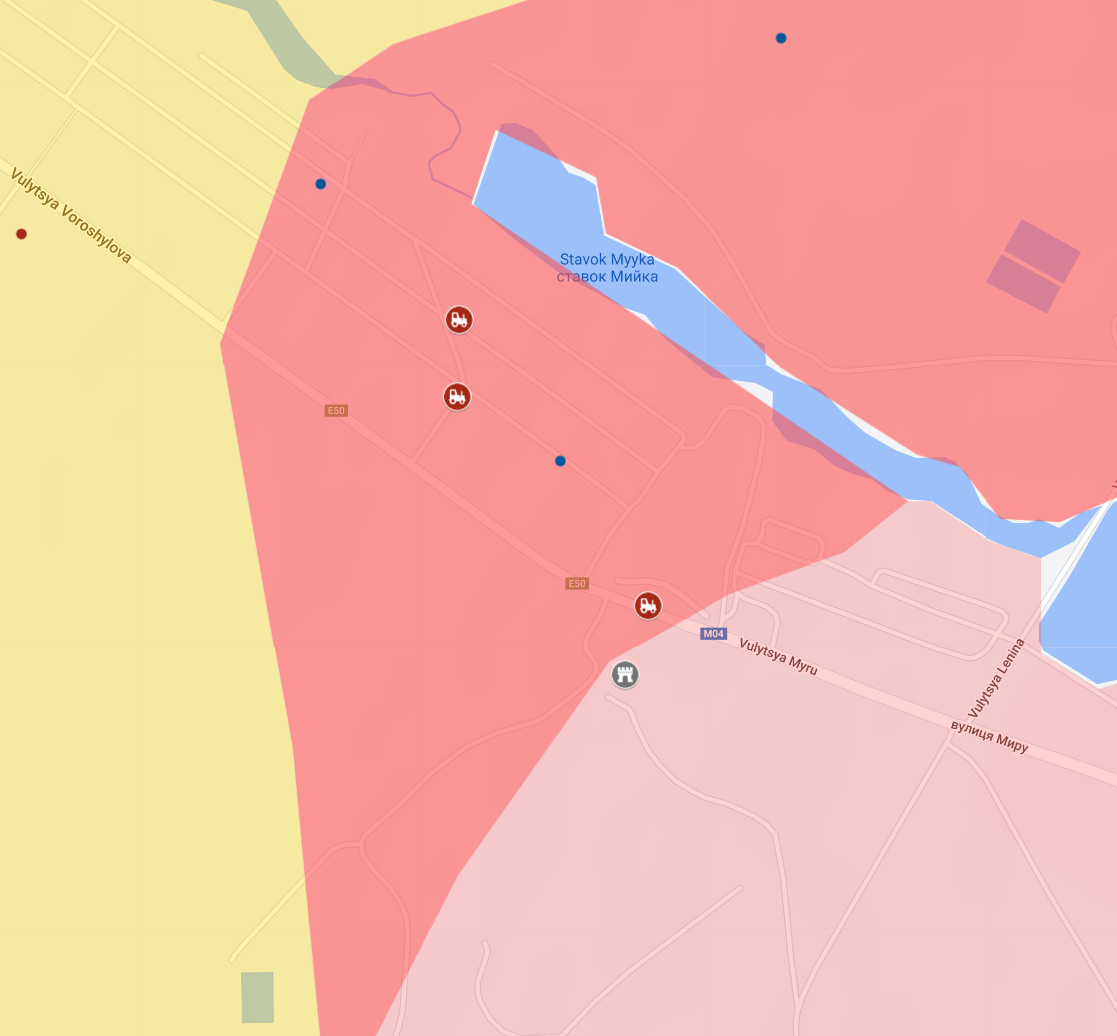 Vulytsya Voroshylova
Stavok Myyka
ставок Мийка
E50
E50
M04
Vulytsya Myru
Vulytsya Lenina
вулиця Миру